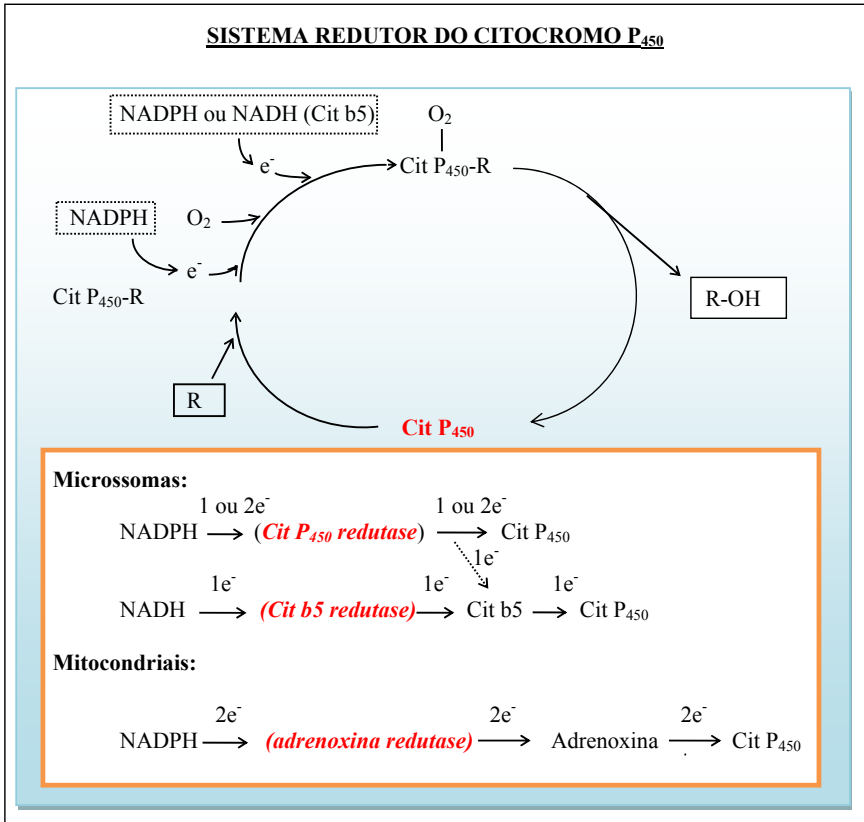 SISTEMA REDUTOR DO CITOCROMO P450
NADPH ou NADH (Cit b5)
O2
e-
Cit P450-R
NADPH
O2
e-
Cit P450-R
R-OH
R
Cit P450
Microssomas:
1 ou 2e- 1 ou 2e-
NADPH (Cit P450 redutase) Cit P450
1e-
1e- 1e- 1e-
NADH (Cit b5 redutase) Cit b5 Cit P450
Mitocondriais:
2e- 2e- 2e-
NADPH (adrenoxina redutase) Adrenoxina Cit P450